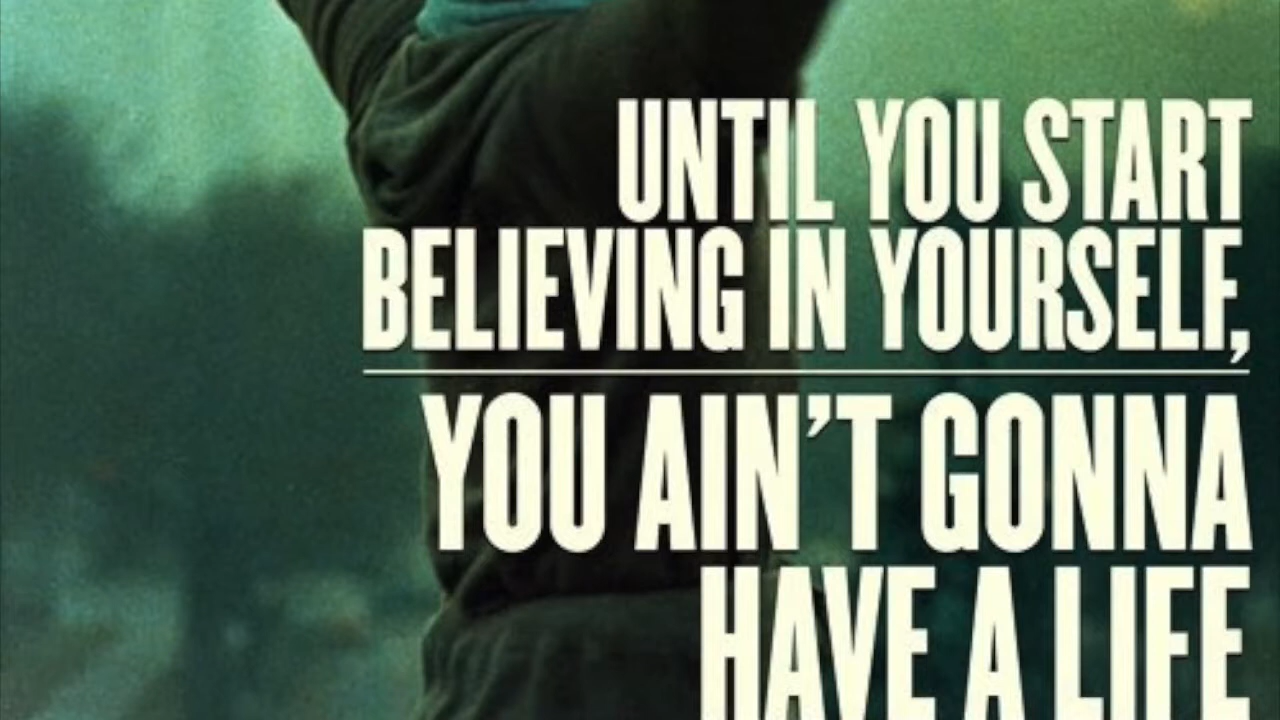 UNTIL YOU START
BELIEVING IN YOURSELF,
YOU AIN'T GONNA
HAVE A LIFE